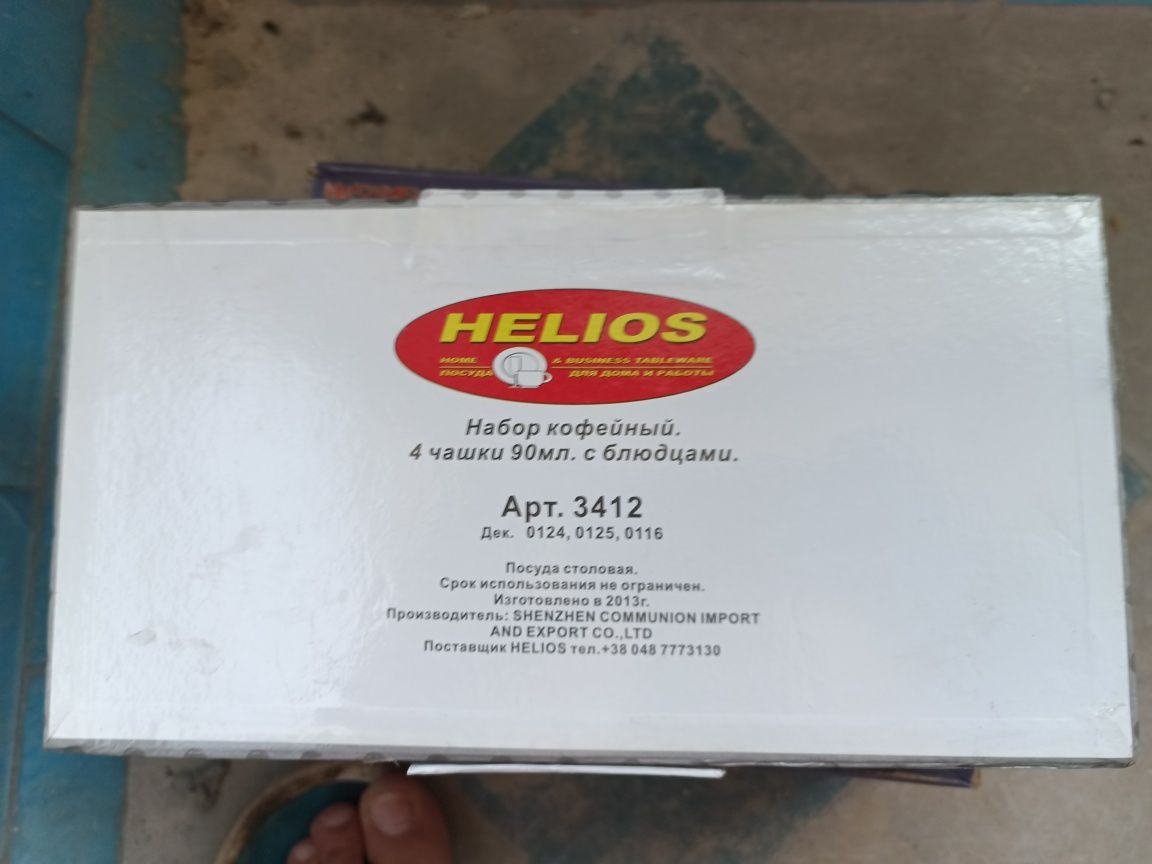 HELIOS
HOME & BUSINESS TABLEWARE
ПОСУДА ДЛЯ ДОМА И РАБОТЫ
Набор кофейный.
4 чашки 90мл. с блюдцами.
Арт. 3412
Дек. 0124, 0125, 0116
Посуда столовая.
Срок использования не ограничен.
Изготовлено в 2013г.
Производитель: SHENZHEN COMMUNION IMPORT
AND EXPORT CO.,LTD
Поставщик HELIOS тел.+38 048 7773130